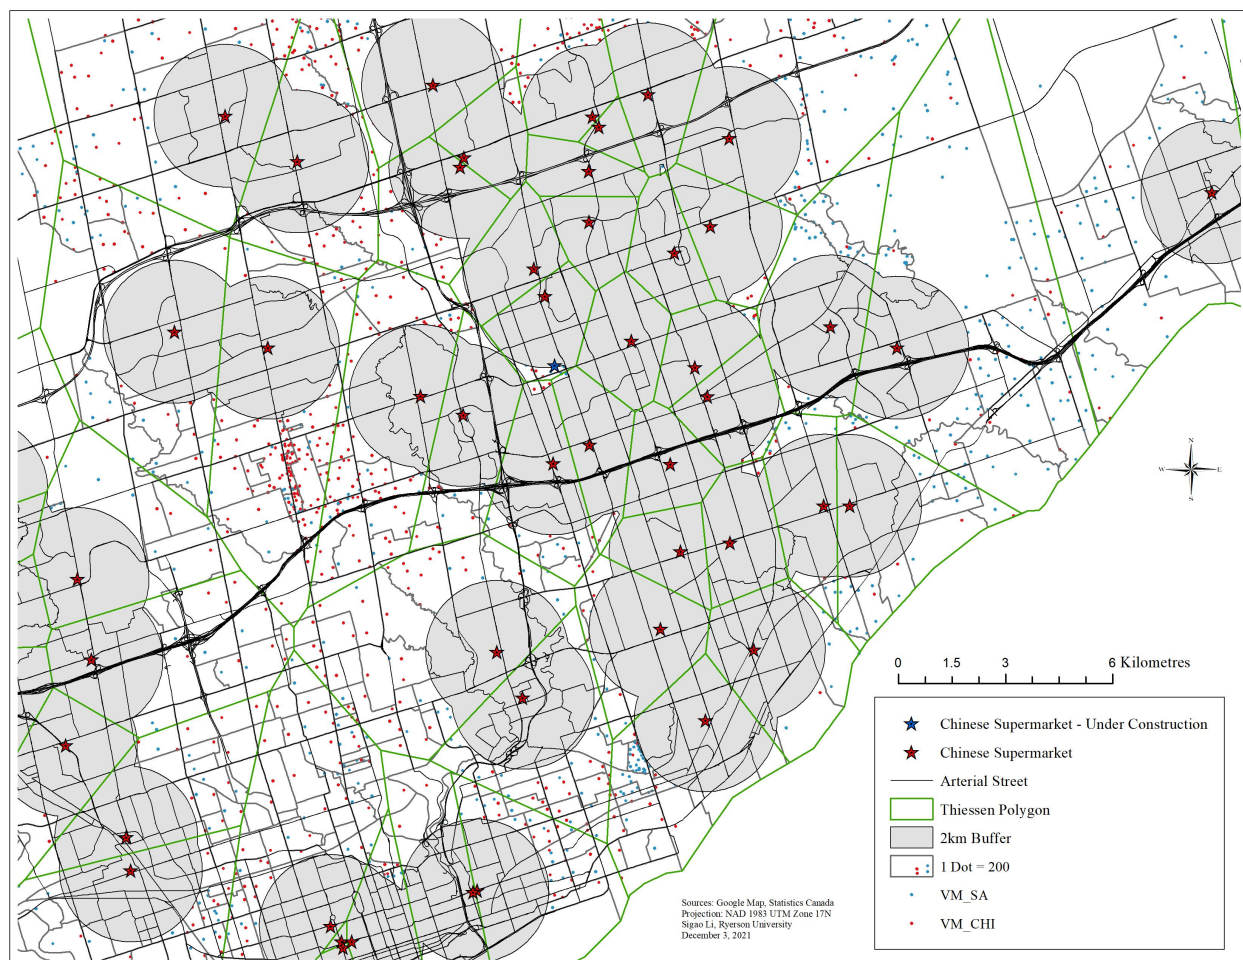 N
W E
S
0 1.5 3 6 Kilometres
Chinese Supermarket - Under Construction
Chinese Supermarket
Arterial Street
Thiessen Polygon
2km Buffer
1 Dot = 200
VM_SA
VM_CHI
Sources: Google Map, Statistics Canada
Projection: NAD 1983 UTM Zone 17N
Sigao Li, Ryerson University
December 3, 2021